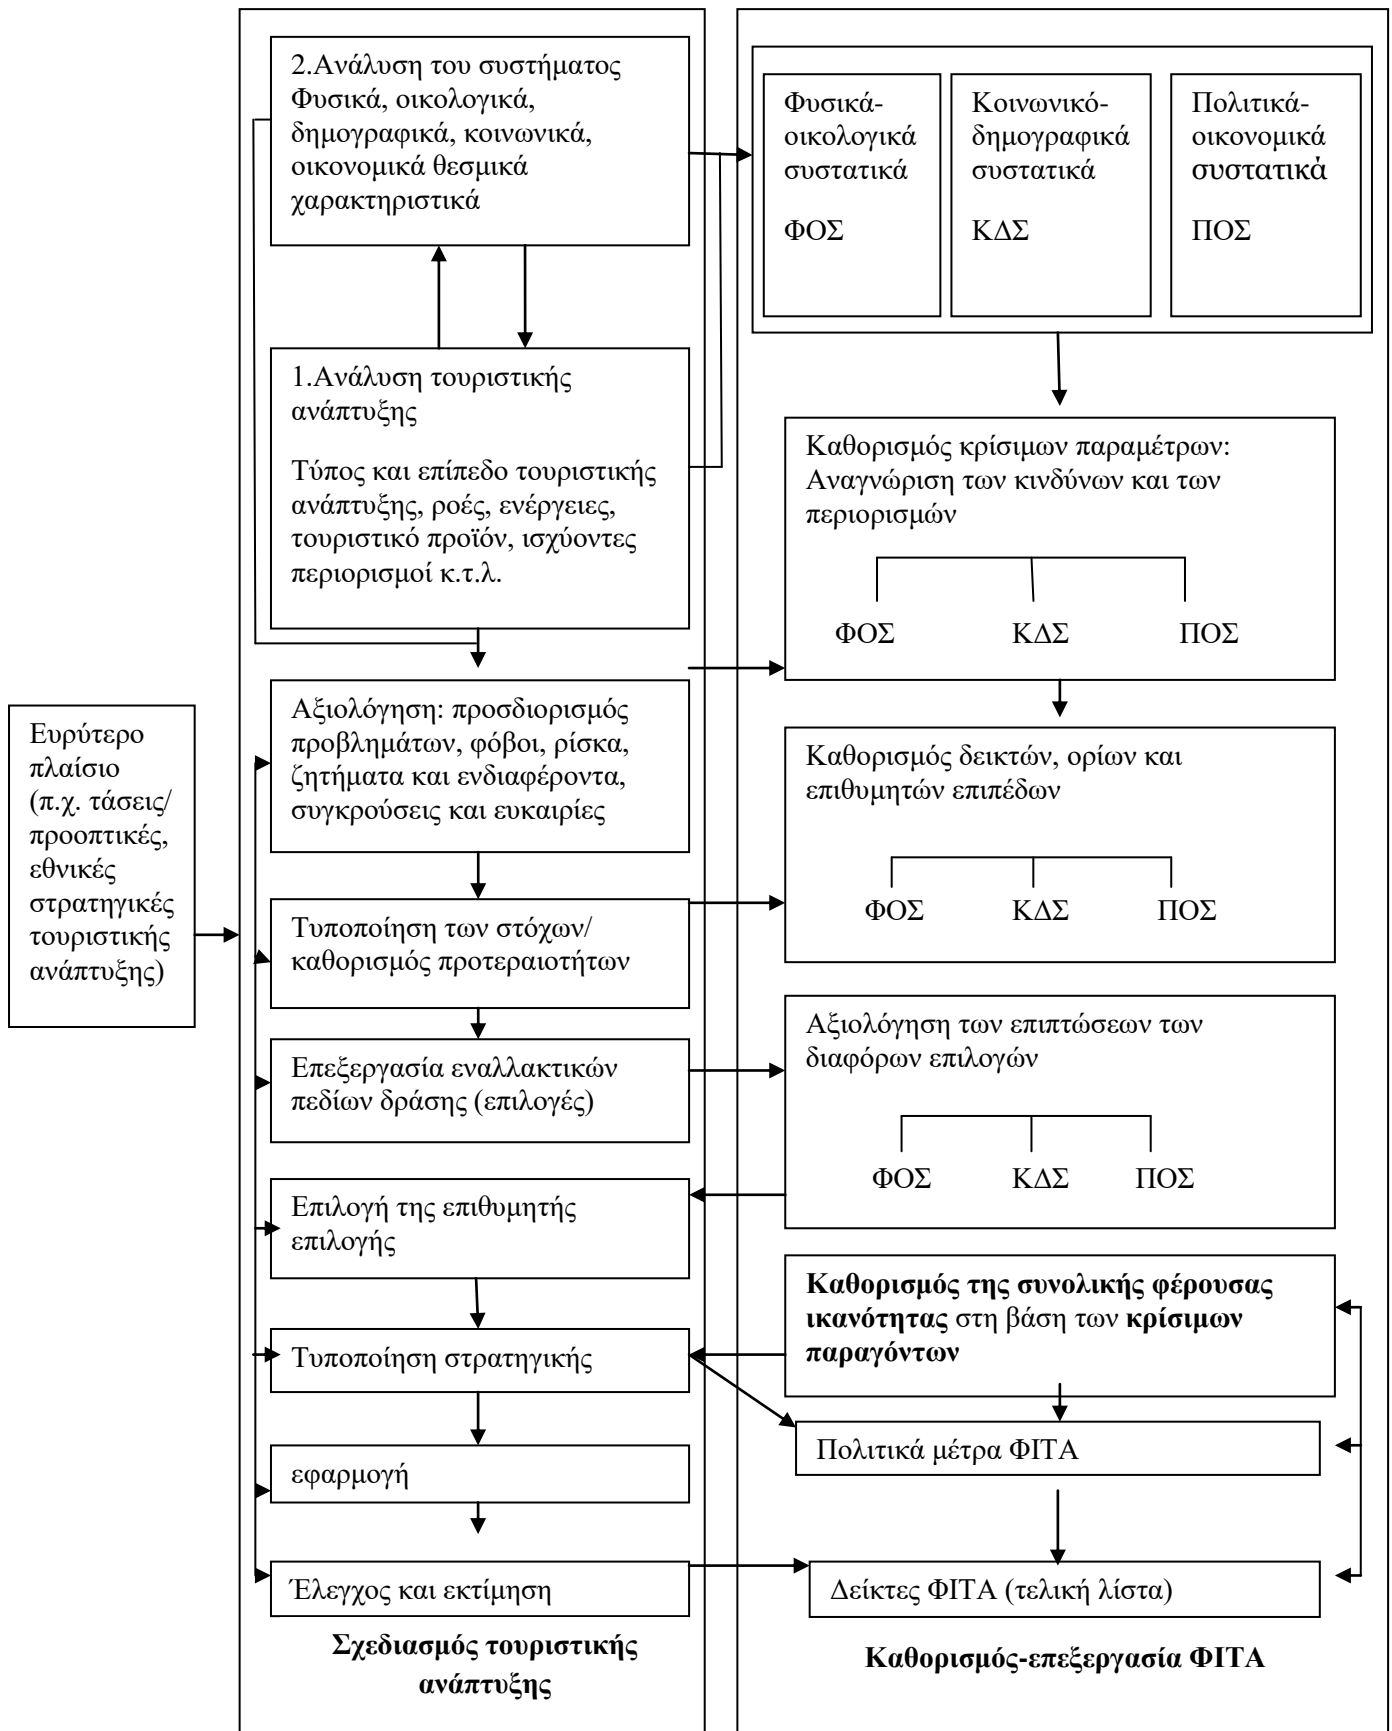 2.Ανάλυση του συστήματος
Φυσικά, οικολογικά,
δημογραφικά, κοινωνικά,
οικονομικά θεσμικά
χαρακτηριστικά
1.Ανάλυση τουριστικής
ανάπτυξης
Τύπος και επίπεδο τουριστικής
ανάπτυξης, ροές, ενέργειες,
τουριστικό προϊόν, ισχύοντες
περιορισμοί κ.τ.λ.
Ευρύτερο
πλαίσιο
(π.χ. τάσεις/
προοπτικές,
εθνικές
στρατηγικές
τουριστικής
ανάπτυξης)
Αξιολόγηση: προσδιορισμός
προβλημάτων, φόβοι, ρίσκα,
ζητήματα και ενδιαφέροντα,
συγκρούσεις και ευκαιρίες
Τυποποίηση των στόχων/
καθορισμός προτεραιοτήτων
Επεξεργασία εναλλακτικών
πεδίων δράσης (επιλογές)
Επιλογή της επιθυμητής
επιλογής
Τυποποίηση στρατηγικής
εφαρμογή
Έλεγχος και εκτίμηση
Σχεδιασμός τουριστικής
ανάπτυξης
Φυσικά-
οικολογικά
συστατικά
ΦΟΣ
Κοινωνικό-
δημογραφικά
συστατικά
ΚΔΣ
Πολιτικά-
οικονομικά
συστατικά
ΠΟΣ
Καθορισμός κρίσιμων παραμέτρων:
Αναγνώριση των κινδύνων και των
περιορισμών
ΦΟΣ ΚΔΣ ΠΟΣ
Καθορισμός δεικτών, ορίων και
επιθυμητών επιπέδων
ΦΟΣ ΚΔΣ ΠΟΣ
Αξιολόγηση των επιπτώσεων των
διαφόρων επιλογών
ΦΟΣ ΚΔΣ ΠΟΣ
Καθορισμός της συνολικής φέρουσας
ικανότητας στη βάση των κρίσιμων
παραγόντων
Πολιτικά μέτρα ΦΙΤΑ
Δείκτες ΦΙΤΑ (τελική λίστα)
Καθορισμός-επεξεργασία ΦΙΤΑ